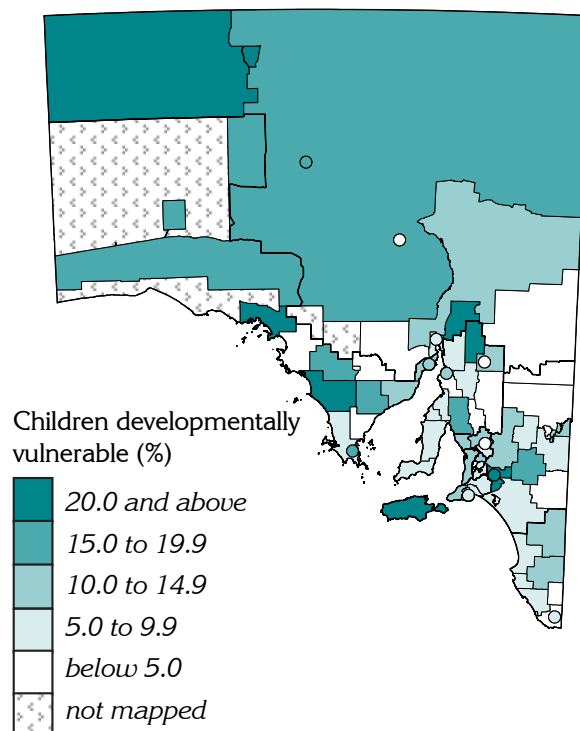 Children developmentally
vulnerable (%)
20.0 and above
15.0 to 19.9
10.0 to 14.9
5.0 to 9.9
below 5.0
not mapped